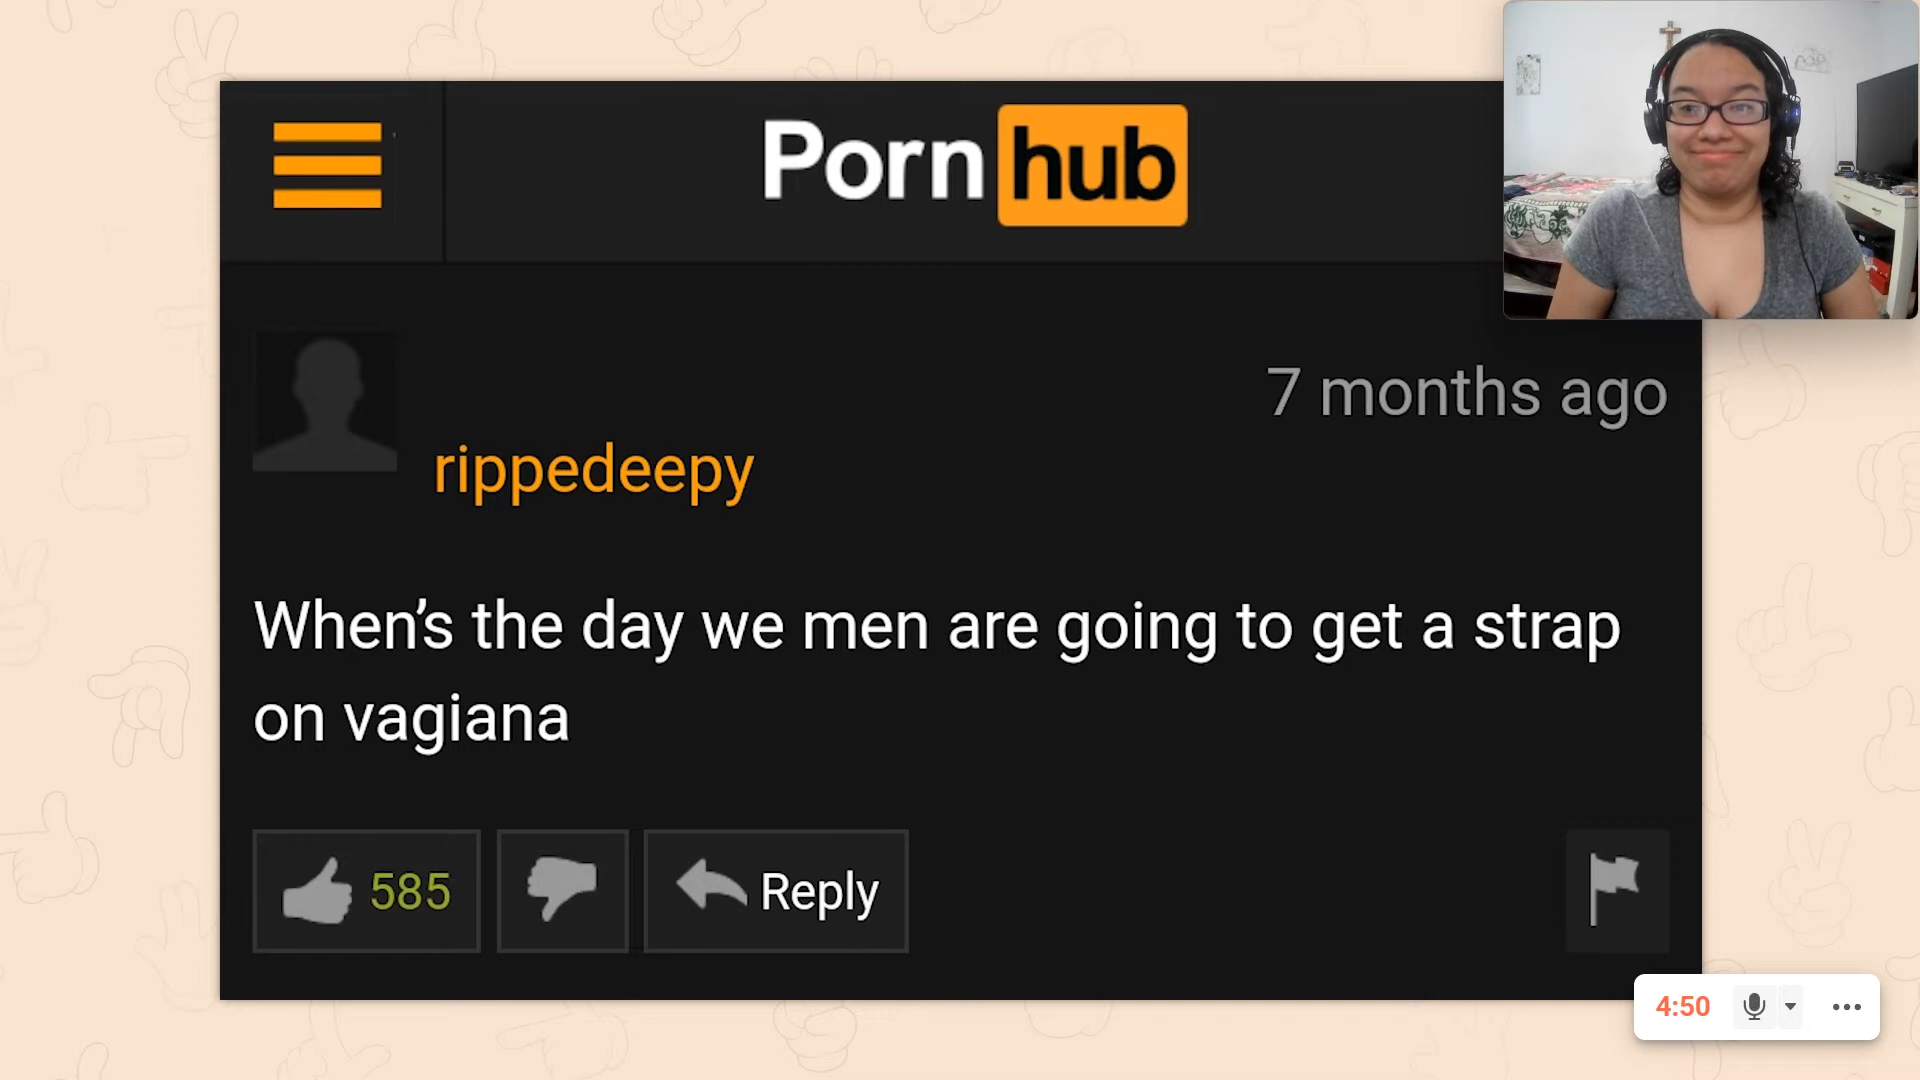 Porn hub
7 months ago
rippedeepy
When's the day we men are going to get a strap
on vagiana
585
Reply
4:50